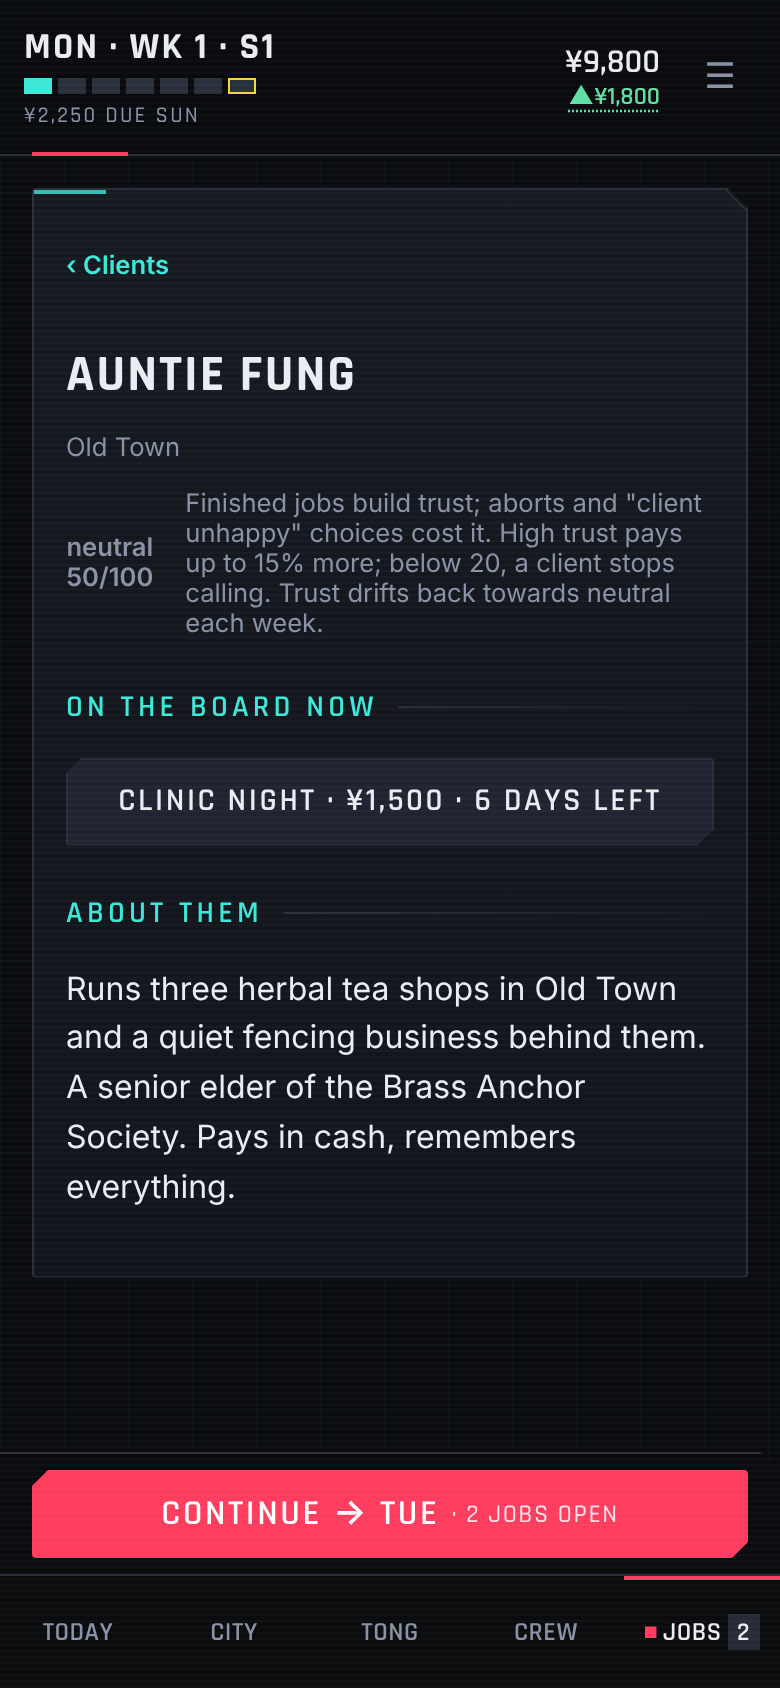 MON · WK 1 · S1
¥2,250 DUE SUN
¥9,800
▲¥1,800
☰
‹ Clients
AUNTIE FUNG
Old Town
neutral
50/100
Finished jobs build trust; aborts and "client
unhappy" choices cost it. High trust pays
up to 15% more; below 20, a client stops
calling. Trust drifts back towards neutral
each week.
ON THE BOARD NOW
CLINIC NIGHT · ¥1,500 · 6 DAYS LEFT
ABOUT THEM
Runs three herbal tea shops in Old Town
and a quiet fencing business behind them.
A senior elder of the Brass Anchor
Society. Pays in cash, remembers
everything.
CONTINUE → TUE · 2 JOBS OPEN
TODAY CITY TONG CREW JOBS 2